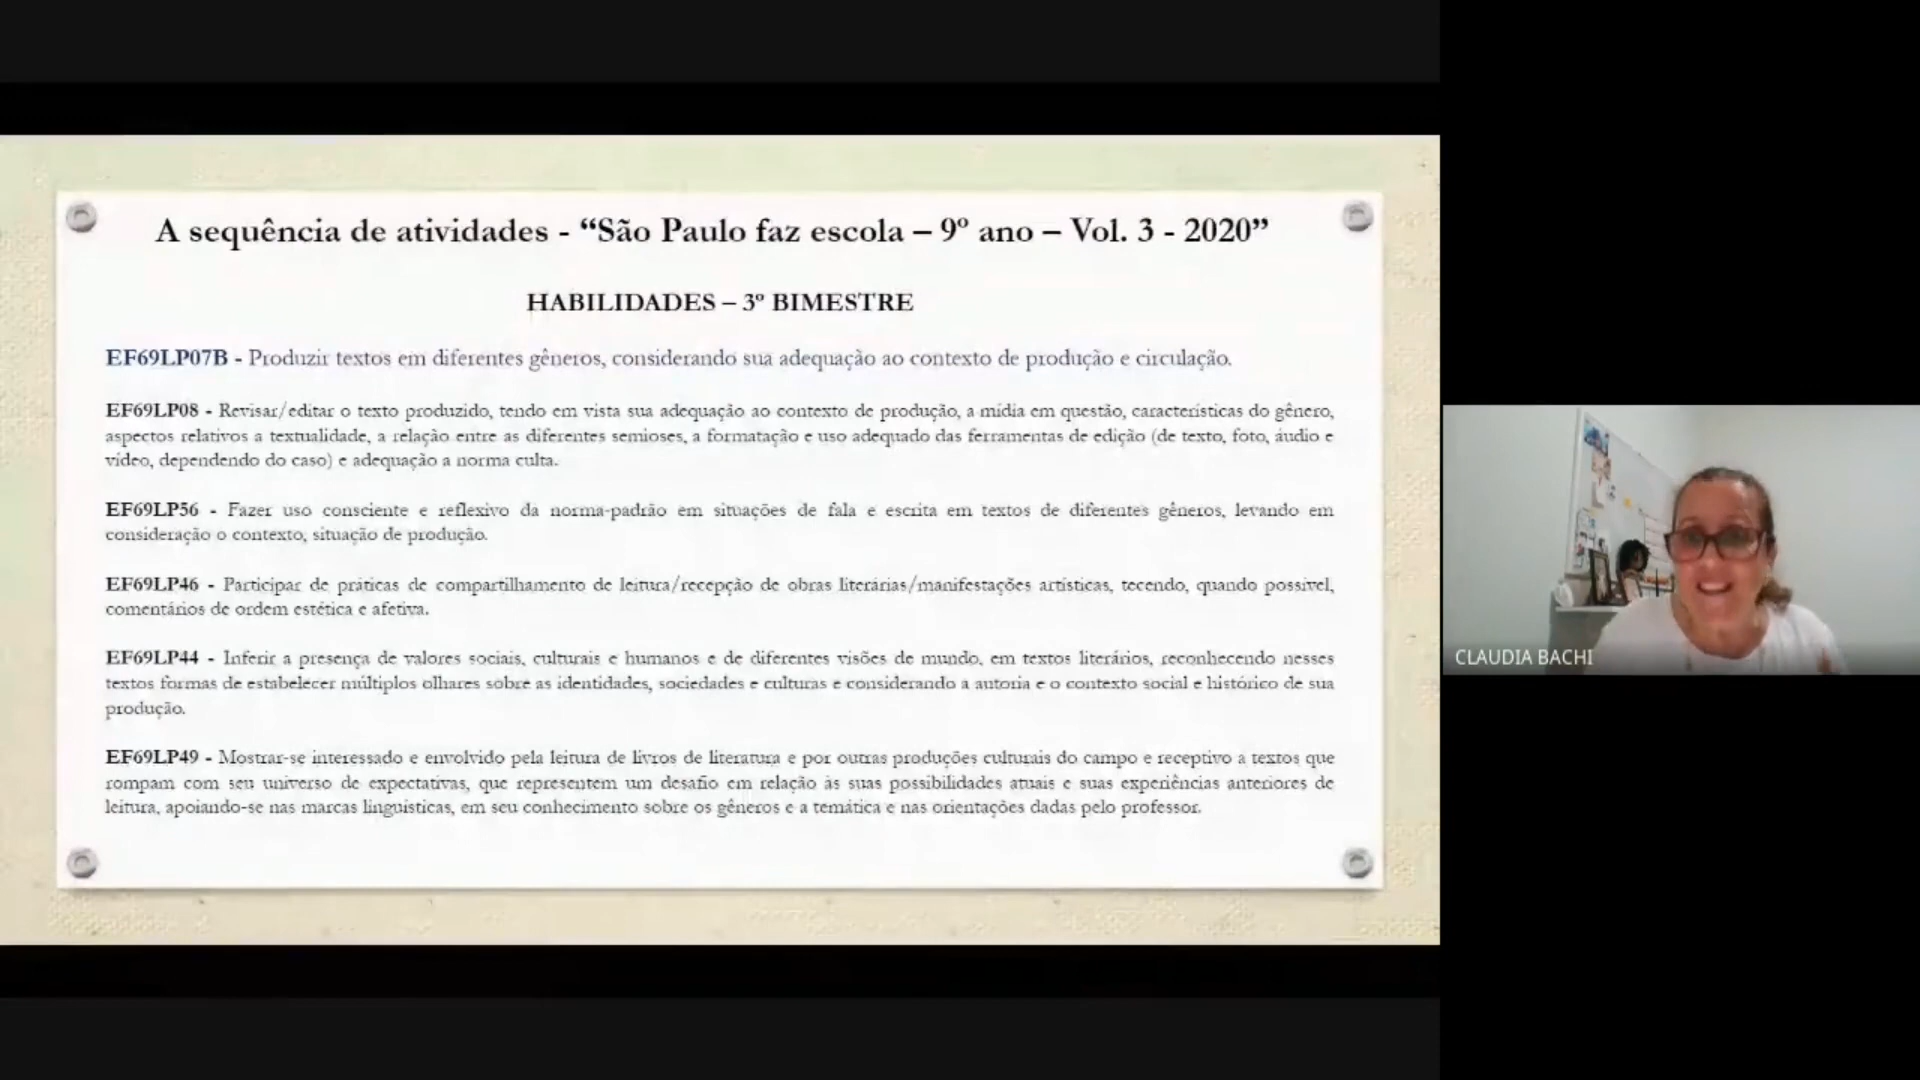 A sequência de atividades - “São Paulo faz escola – 9º ano – Vol. 3 - 2020”
HABILIDADES – 3º BIMESTRE
EF69LP07B - Produzir textos em diferentes gêneros, considerando sua adequação ao contexto de produção e circulação.
EF69LP08 - Revisar/editar o texto produzido, tendo em vista sua adequação ao contexto de produção, a mídia em questão, características do gênero,
aspectos relativos a textualidade, a relação entre as diferentes semioses, a formatação e uso adequado das ferramentas de edição (de texto, foto, áudio e
vídeo, dependendo do caso) e adequação a norma culta.
EF69LP56 - Fazer uso consciente e reflexivo da norma-padrão em situações de fala e escrita em textos de diferentes gêneros, levando em
consideração o contexto, situação de produção.
EF69LP46 - Participar de práticas de compartilhamento de leitura/recepção de obras literárias/manifestações artísticas, tecendo, quando possível,
comentários de ordem estética e afetiva.
EF69LP44 - Inferir a presença de valores sociais, culturais e humanos e de diferentes visões de mundo, em textos literários, reconhecendo nesses
textos formas de estabelecer múltiplos olhares sobre as identidades, sociedades e culturas e considerando a autoria e o contexto social e histórico de sua
produção.
EF69LP49 - Mostrar-se interessado e envolvido pela leitura de livros de literatura e por outras produções culturais do campo e receptivo a textos que
rompam com seu universo de expectativas, que representem um desafio em relação às suas possibilidades atuais e suas experiências anteriores de
leitura, apoiando-se nas marcas linguísticas, em seu conhecimento sobre os gêneros e a temática e nas orientações dadas pelo professor.
CLAUDIA BACHI